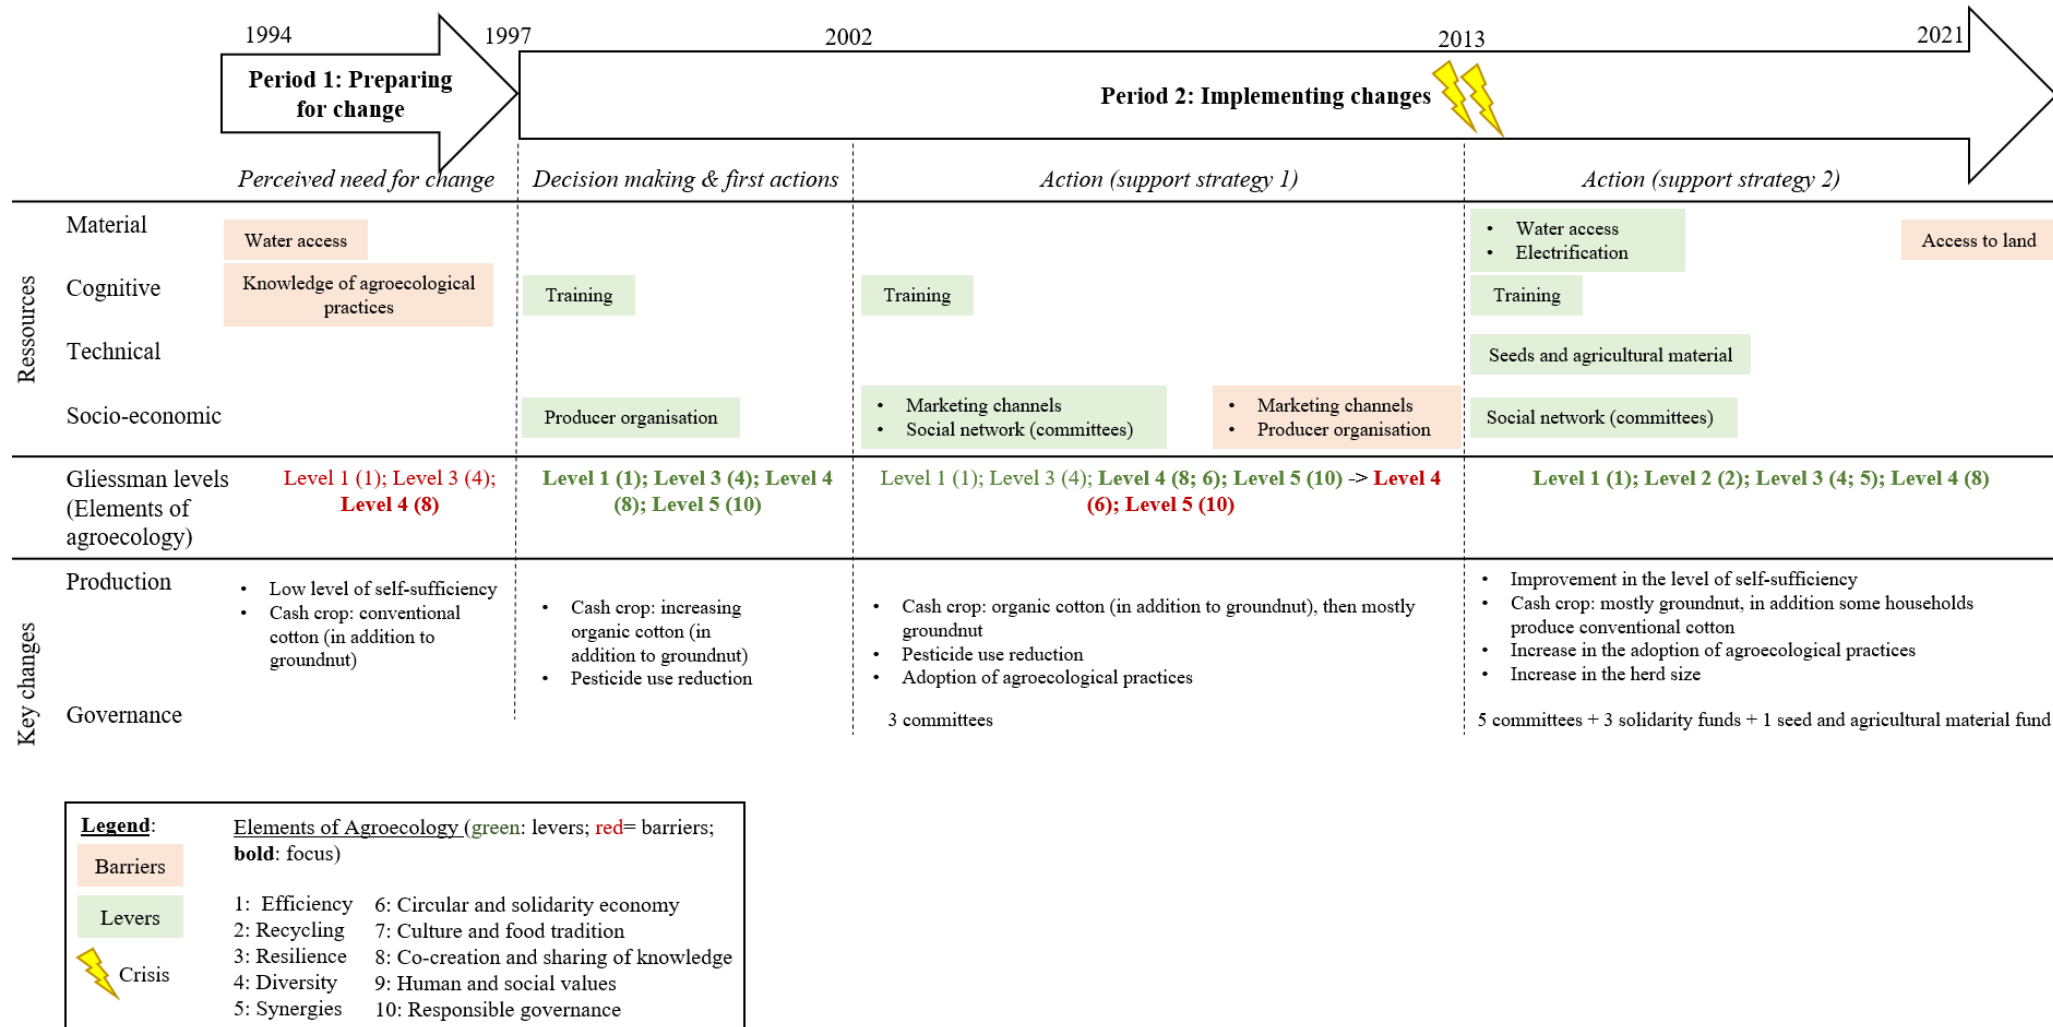 1994
1997
2002
2013
2021
Period 1: Preparing
for change
Period 2: Implementing changes
Perceived need for change
Decision making & first actions
Action (support strategy 1)
Action (support strategy 2)
Ressources
Material
Water access
• Water access
• Electrification
Access to land
Cognitive
Knowledge of agroecological
practices
Training
Training
Training
Technical
Seeds and agricultural material
Socio-economic
Producer organisation
• Marketing channels
• Social network (committees)
• Marketing channels
• Producer organisation
Social network (committees)
Gliessman levels
(Elements of
agroecology)
Level 1 (1); Level 3 (4);
Level 4 (8)
Level 1 (1); Level 3 (4); Level 4
(8); Level 5 (10)
Level 1 (1); Level 3 (4); Level 4 (8; 6); Level 5 (10) -> Level 4
(6); Level 5 (10)
Level 1 (1); Level 2 (2); Level 3 (4; 5); Level 4 (8)
Key changes
Production
• Low level of self-sufficiency
• Cash crop: conventional
cotton (in addition to
groundnut)
• Cash crop: increasing
organic cotton (in
addition to groundnut)
• Pesticide use reduction
• Cash crop: organic cotton (in addition to groundnut), then mostly
groundnut
• Pesticide use reduction
• Adoption of agroecological practices
• Improvement in the level of self-sufficiency
• Cash crop: mostly groundnut, in addition some households
produce conventional cotton
• Increase in the adoption of agroecological practices
• Increase in the herd size
Governance
3 committees
5 committees + 3 solidarity funds + 1 seed and agricultural material fund
Legend:
Barriers
Levers
Crisis
Elements of Agroecology (green: levers; red= barriers;
bold: focus)
1: Efficiency
2: Recycling
3: Resilience
4: Diversity
5: Synergies
6: Circular and solidarity economy
7: Culture and food tradition
8: Co-creation and sharing of knowledge
9: Human and social values
10: Responsible governance